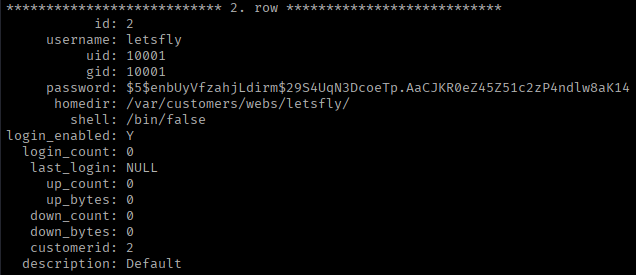 *************************** 2. row ***************************
id: 2
username: letsfly
uid: 10001
gid: 10001
password: $5$enbUyVfzahjLdirm$29S4UqN3DcoeTp.AaCJKR0eZ45Z51c2zP4ndlw8aK14
homedir: /var/customers/webs/letsfly/
shell: /bin/false
login_enabled: Y
login_count: 0
last_login: NULL
up_count: 0
up_bytes: 0
down_count: 0
down_bytes: 0
customerid: 2
description: Default